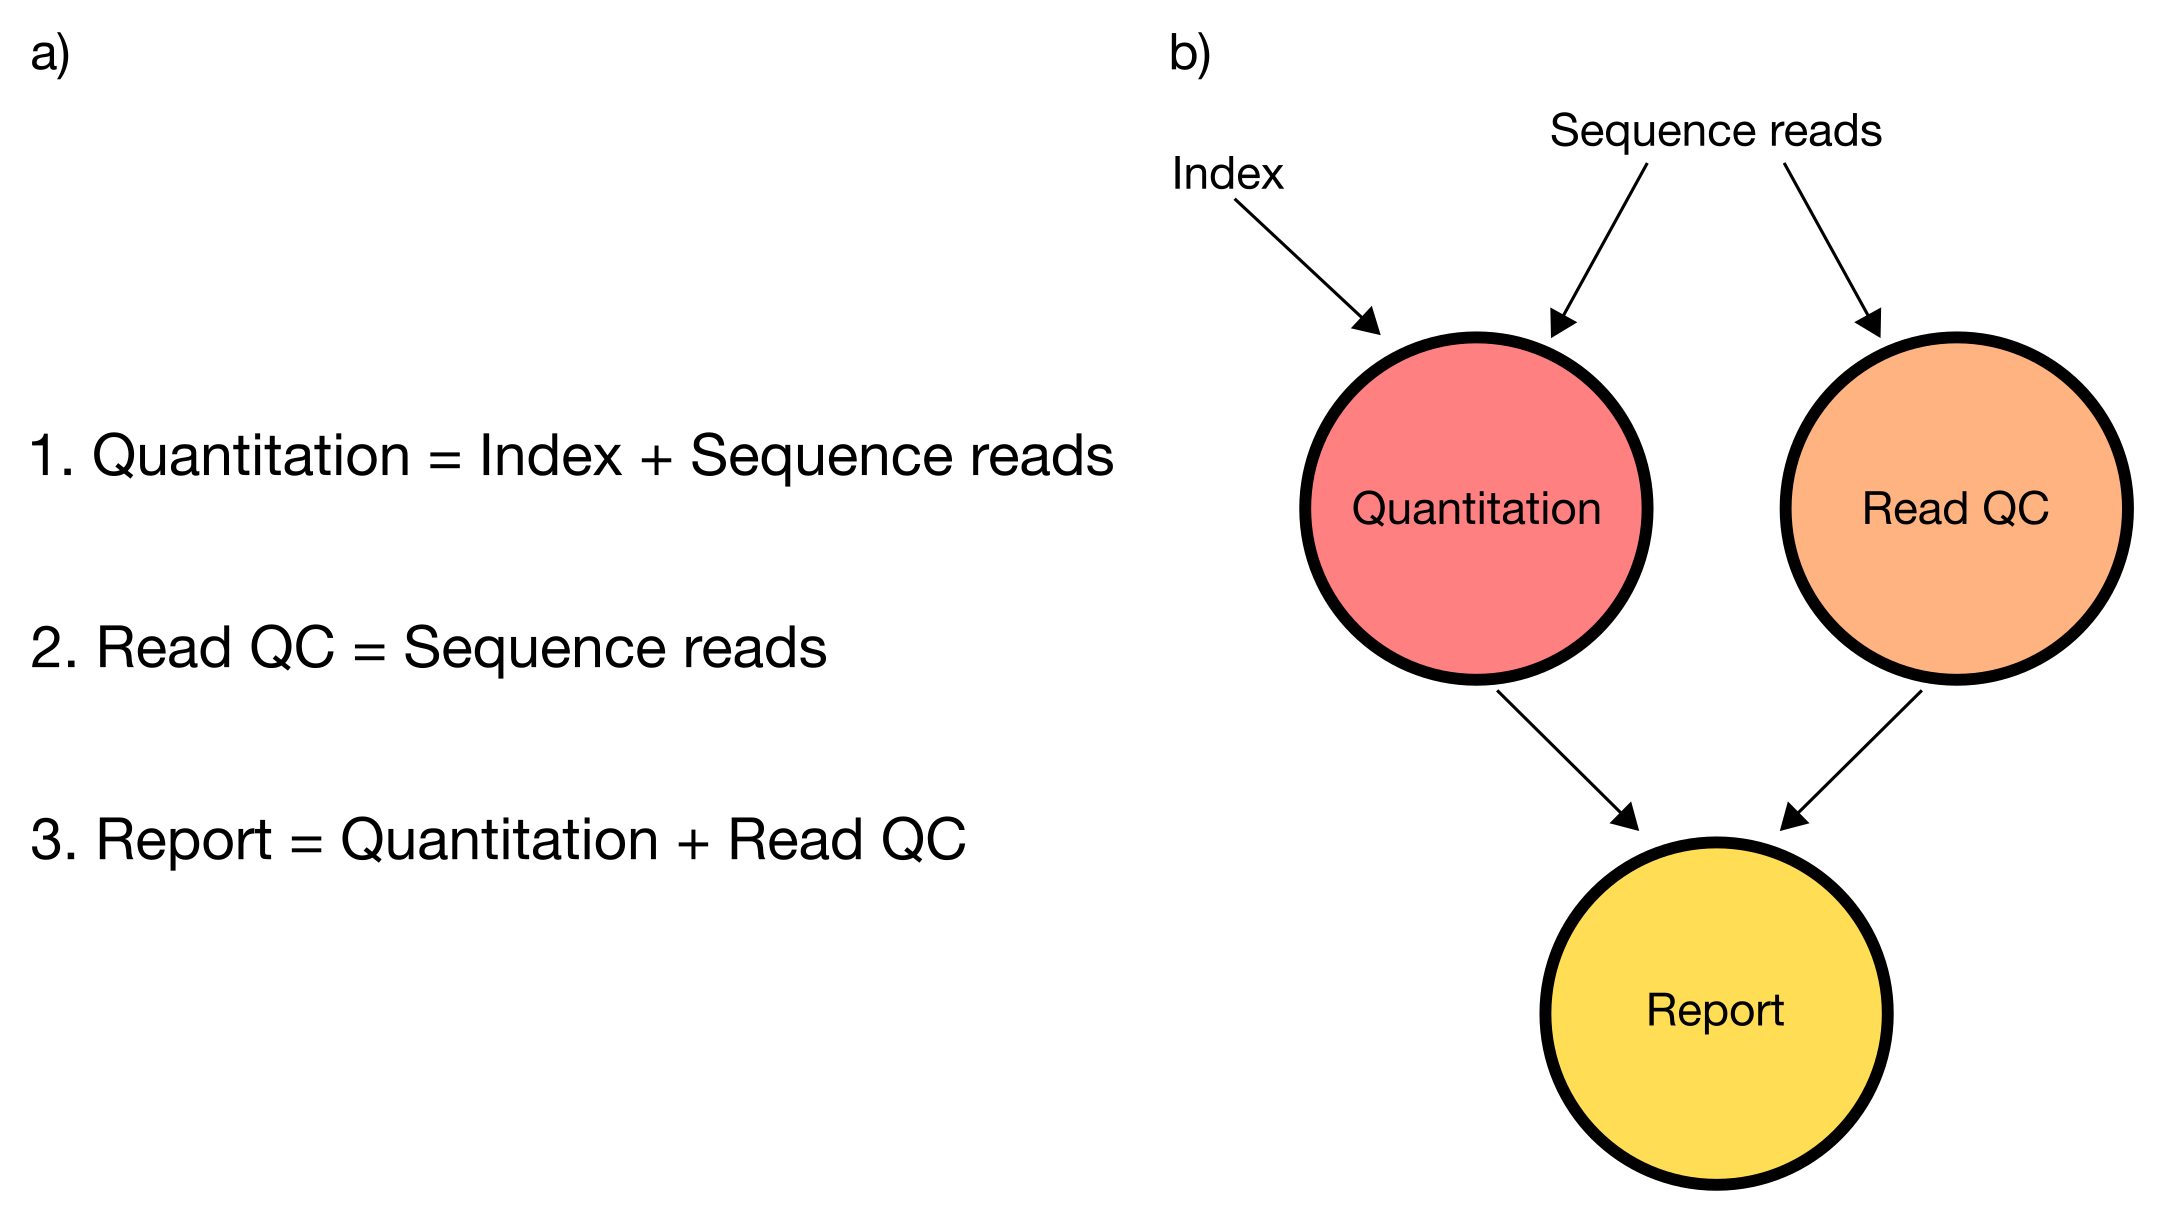 a)
1. Quantitation = Index + Sequence reads
2. Read QC = Sequence reads
3. Report = Quantitation + Read QC
b)
Sequence reads
Index
Quantitation
Read QC
Report